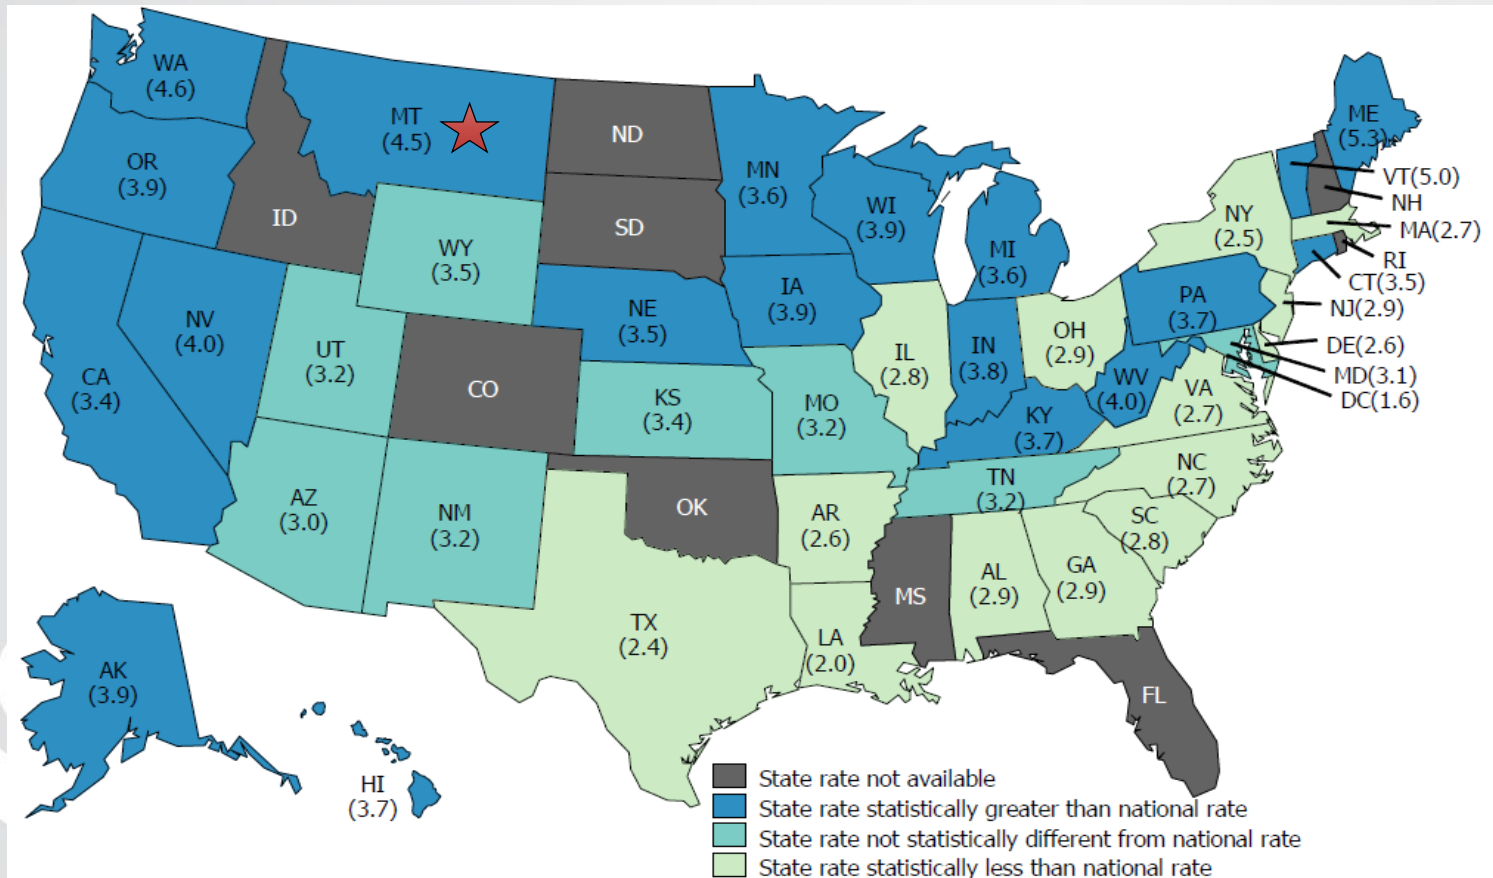 WA
(4.6)
OR
(3.9)
CA
(3.4)
NV
(4.0)
ID
MT
(4.5)
WY
(3.5)
UT
(3.2)
AZ
(3.0)
CO
NM
(3.2)
ND
SD
NE
(3.5)
KS
(3.4)
OK
TX
(2.4)
MN
(3.6)
IA
(3.9)
MO
(3.2)
AR
(2.6)
LA
(2.0)
WI
(3.9)
IL
(2.8)
MI
(3.6)
IN
(3.8)
OH
(2.9)
KY
(3.7)
TN
(3.2)
MS
AL
(2.9)
GA
(2.9)
FL
SC
(2.8)
NC
(2.7)
VA
(2.7)
WV
(4.0)
PA
(3.7)
NY
(2.5)
ME
(5.3)
VT(5.0)
NH
MA(2.7)
RI
CT(3.5)
NJ(2.9)
DE(2.6)
MD(3.1)
DC(1.6)
AK
(3.9)
HI
(3.7)
State rate not available
State rate statistically greater than national rate
State rate not statistically different from national rate
State rate statistically less than national rate